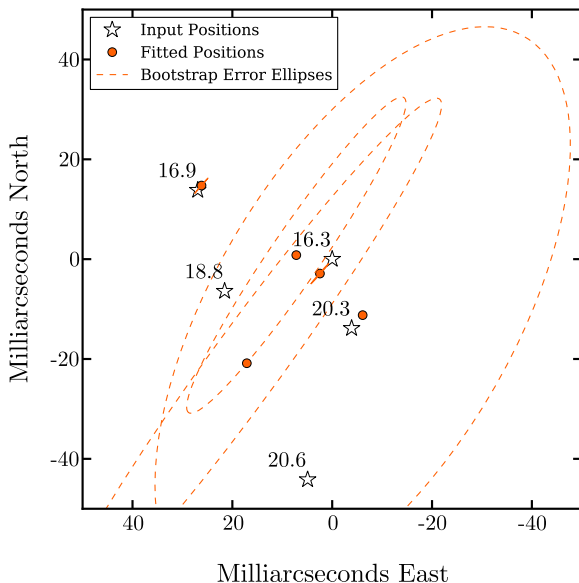 Input Positions
Fitted Positions
Bootstrap Error Ellipses
40
20
0
-20
-40
16.9
16.3
18.8
20.3
20.6
40 20 0 -20 -40
Milliarcseconds North
Milliarcseconds East